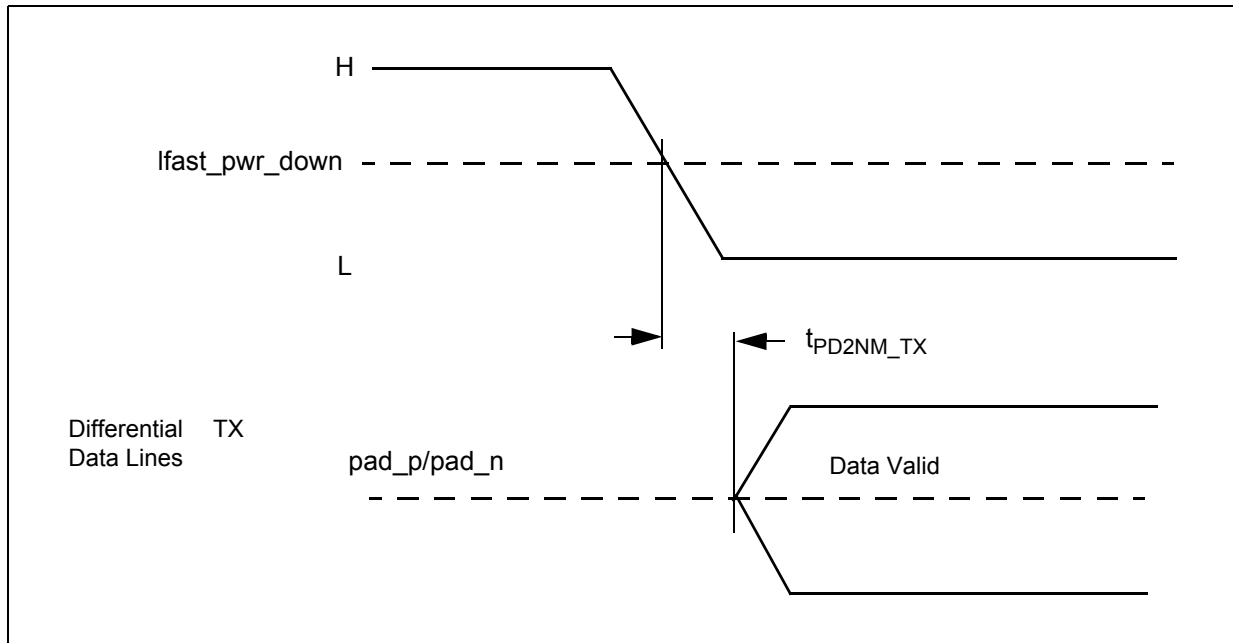 H
lfast_pwr_down
L
tPD2NM_TX
Differential TX
Data Lines
pad_p/pad_n
Data Valid